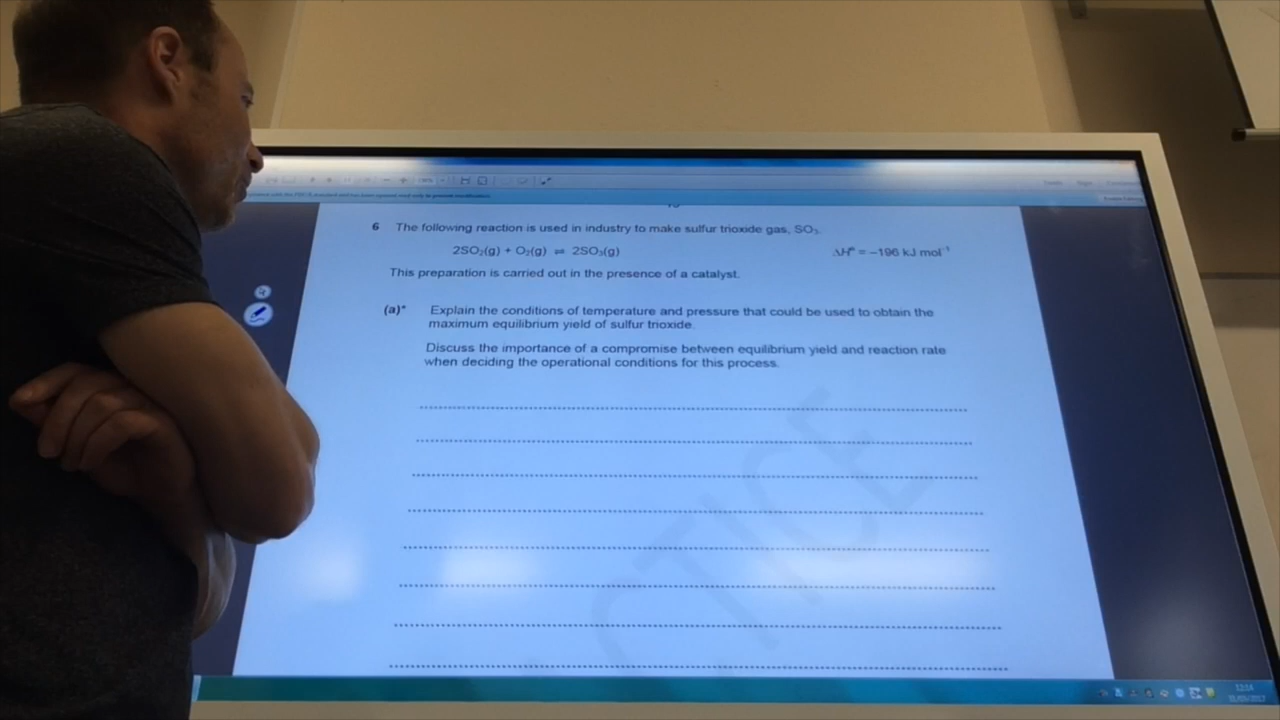 6 The following reaction is used in industry to make sulfur trioxide gas, SO₃.
2SO₂(g) + O₂(g) ⇌ 2SO₃(g) ΔH° = −196 kJ mol⁻¹
This preparation is carried out in the presence of a catalyst.
(a)* Explain the conditions of temperature and pressure that could be used to obtain the
maximum equilibrium yield of sulfur trioxide.
Discuss the importance of a compromise between equilibrium yield and reaction rate
when deciding the operational conditions for this process.
12:14